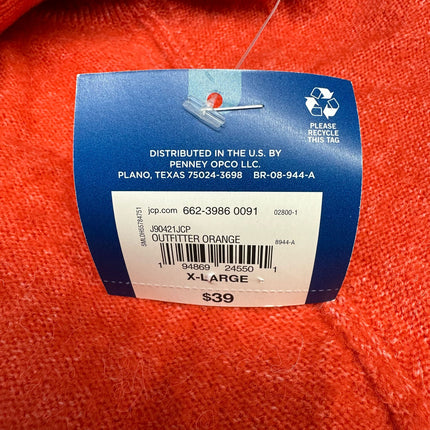 PLEASE
RECYCLE
THIS TAG
DISTRIBUTED IN THE U.S. BY
PENNEY OPCO LLC.
PLANO, TEXAS 75024-3698 BR-08-944-A
SMLDH65784751
jcp.com 662-3986 0091 02800-1
J90421JCP
OUTFITTER ORANGE 8944-A
1 94869 24550 1
X-LARGE
$39